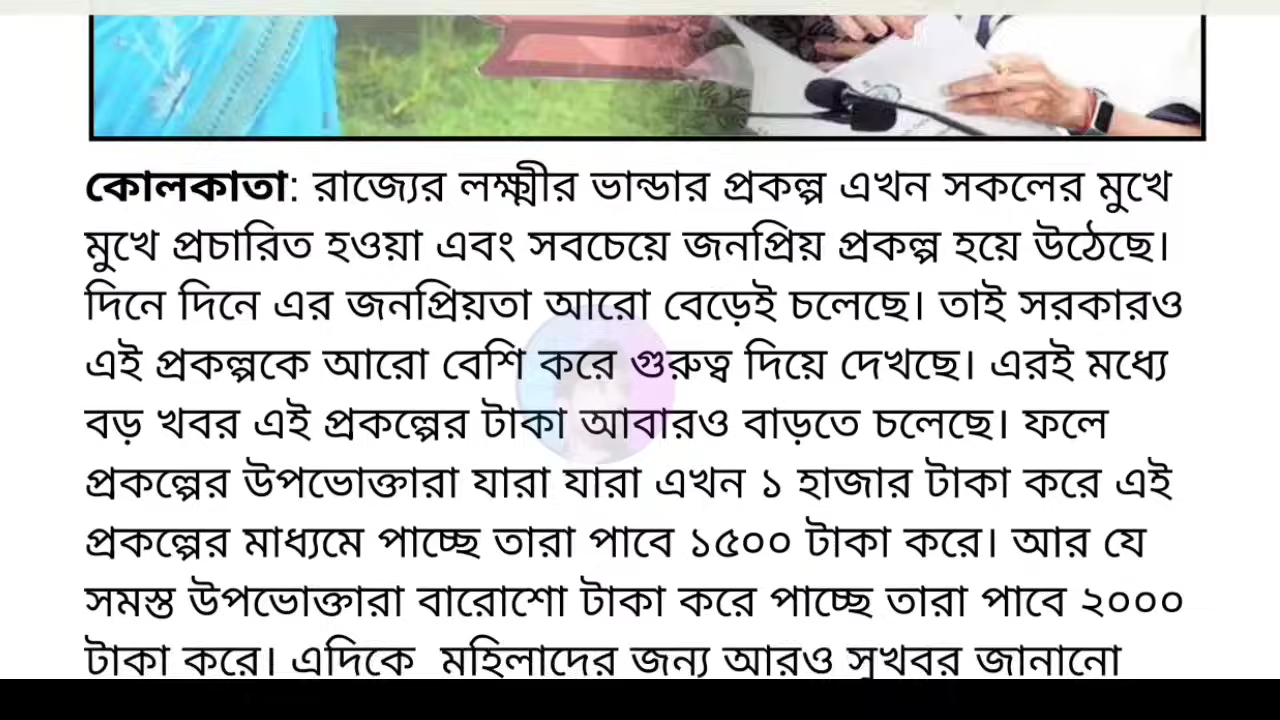 কোলকাতা: রাজ্যের লক্ষ্মীর ভান্ডার প্রকল্প এখন সকলের মুখে
মুখে প্রচারিত হওয়া এবং সবচেয়ে জনপ্রিয় প্রকল্প হয়ে উঠেছে।
দিনে দিনে এর জনপ্রিয়তা আরো বেড়েই চলেছে। তাই সরকারও
এই প্রকল্পকে আরো বেশি করে গুরুত্ব দিয়ে দেখছে। এরই মধ্যে
বড় খবর এই প্রকল্পের টাকা আবারও বাড়তে চলেছে। ফলে
প্রকল্পের উপভোক্তারা যারা যারা এখন ১ হাজার টাকা করে এই
প্রকল্পের মাধ্যমে পাচ্ছে তারা পাবে ১৫০০ টাকা করে। আর যে
সমস্ত উপভোক্তারা বারোশো টাকা করে পাচ্ছে তারা পাবে ২০০০
টাকা করে। এদিকে মহিলাদের জন্য আরও সুখবর জানানো